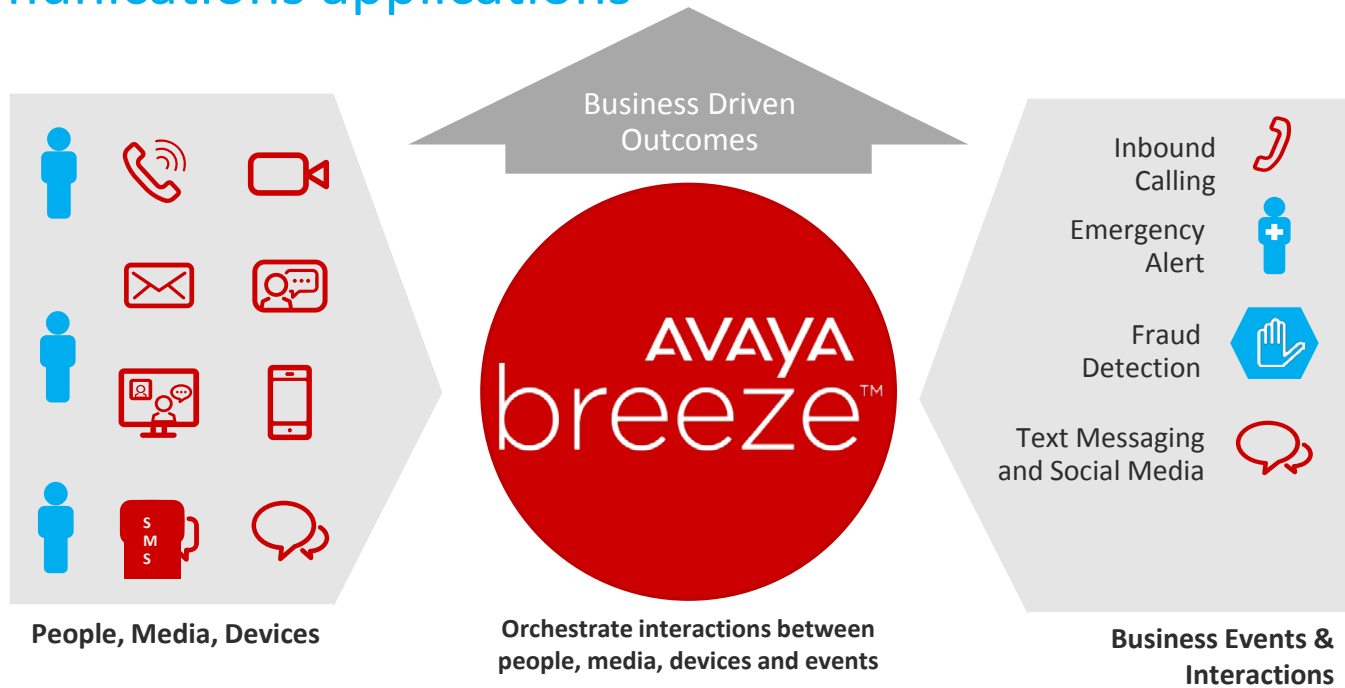 applications
Business Driven
Outcomes
Inbound
Calling
Emergency
Alert
Fraud
Detection
Text Messaging
and Social Media
AVAYA
breeze™
S
M
S
People, Media, Devices
Orchestrate interactions between
people, media, devices and events
Business Events &
Interactions